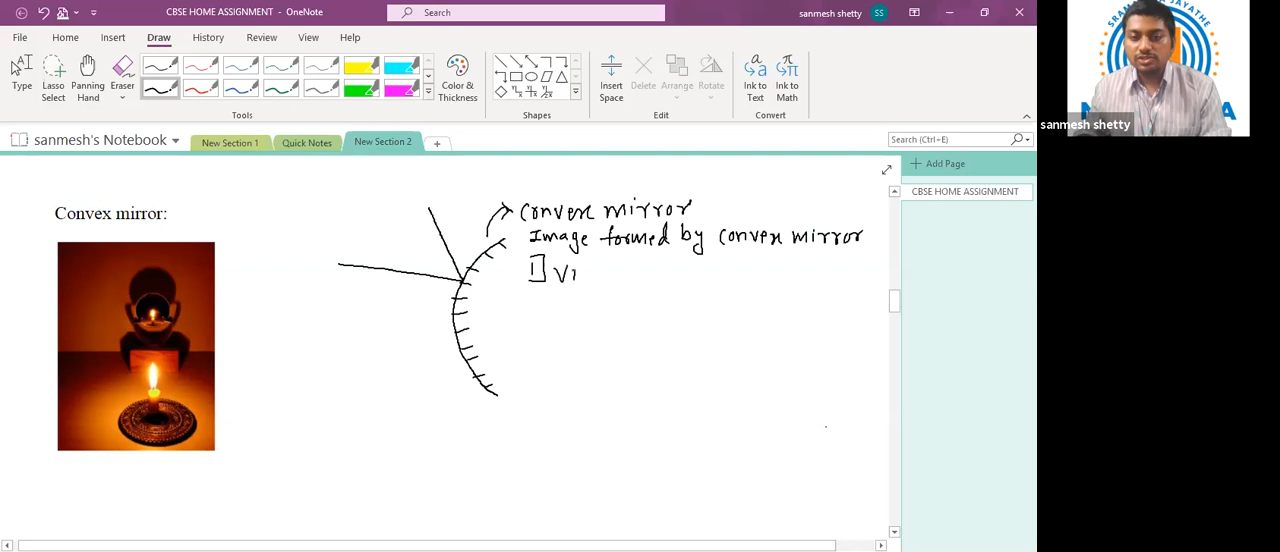 CBSE HOME ASSIGNMENT - OneNote
Search
sanmesh shetty
SS
File Home Insert Draw History Review View Help
Type
Lasso Select
Panning Hand
Eraser
Color & Thickness
Insert Space
Delete
Arrange
Rotate
Ink to Text
Ink to Math
Tools
Shapes
Edit
Convert
sanmesh shetty
sanmesh's Notebook
New Section 1
Quick Notes
New Section 2
Search (Ctrl+E)
Add Page
CBSE HOME ASSIGNMENT
Convex mirror:
Convex mirror
Image formed by convex mirror
1] Vi